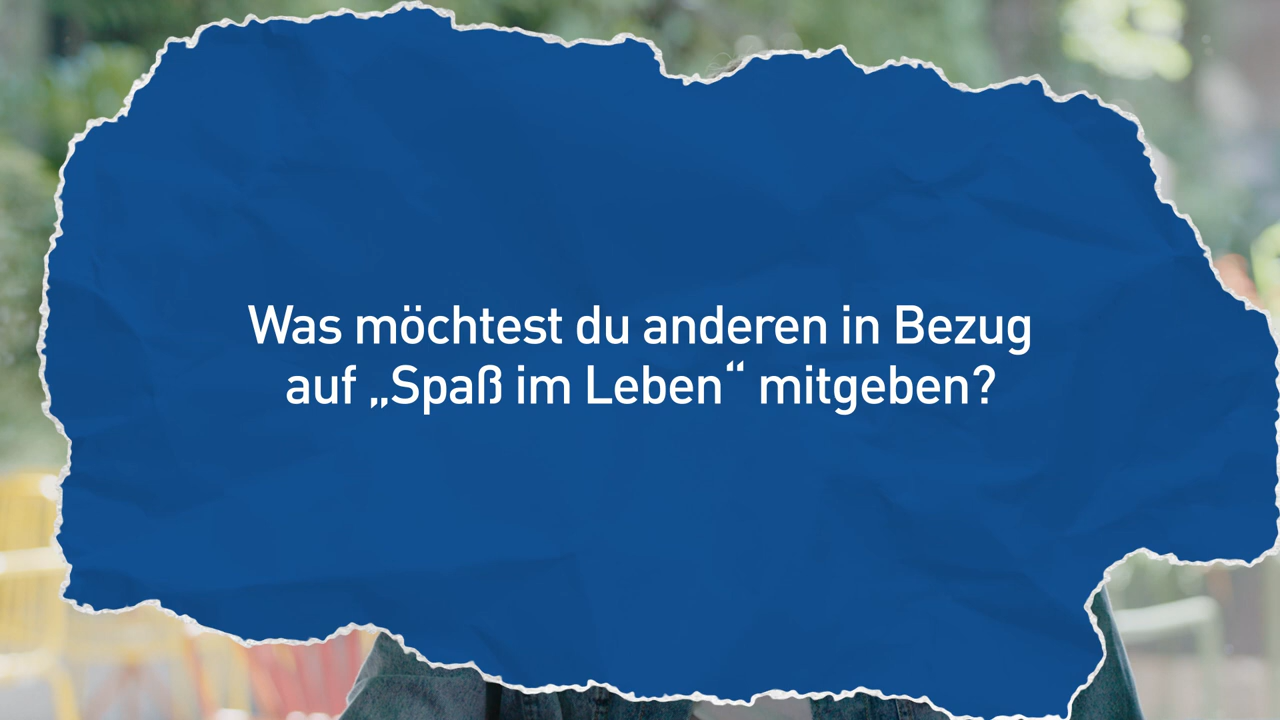 Was möchtest du anderen in Bezug
auf „Spaß im Leben“ mitgeben?